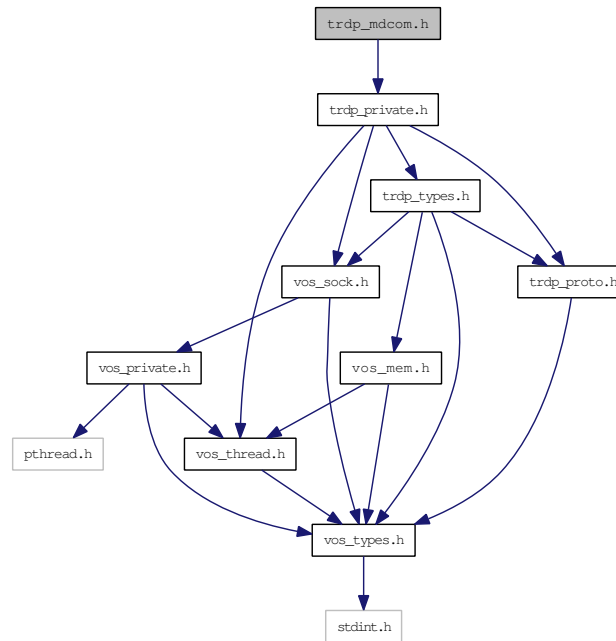 trdp_mdcom.h
trdp_private.h
trdp_types.h
vos_sock.h
trdp_proto.h
vos_private.h
vos_mem.h
pthread.h
vos_thread.h
vos_types.h
stdint.h